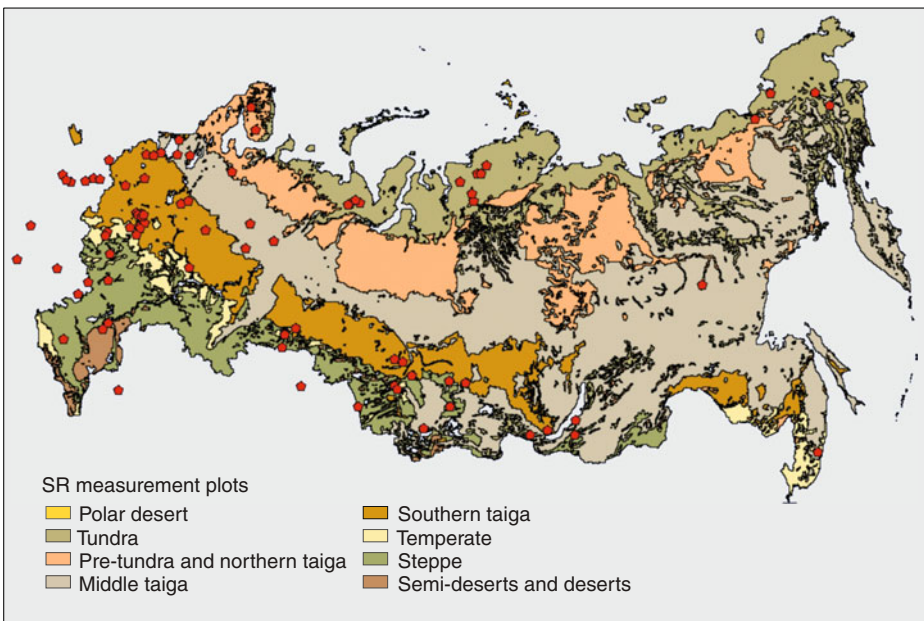 SR measurement plots
Polar desert
Tundra
Pre-tundra and northern taiga
Middle taiga
Southern taiga
Temperate
Steppe
Semi-deserts and deserts